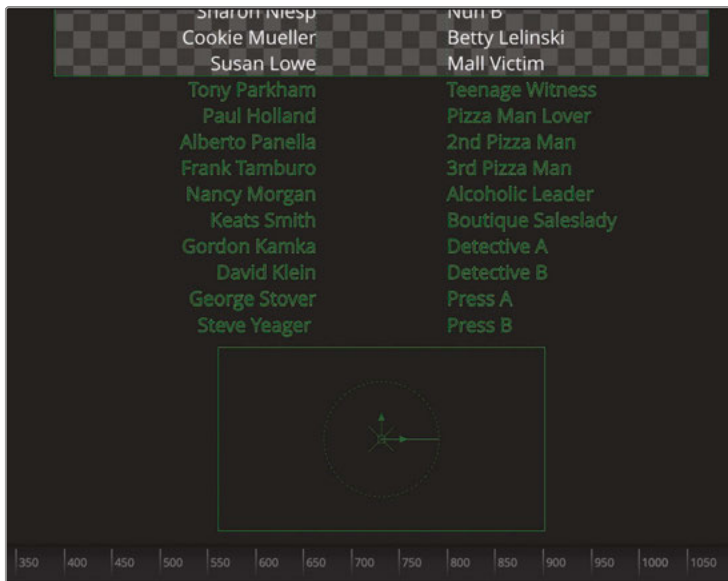 Sharon Niesp Nun B
Cookie Mueller Betty Lelinski
Susan Lowe Mall Victim
Tony Parkham Teenage Witness
Paul Holland Pizza Man Lover
Alberto Panella 2nd Pizza Man
Frank Tamburo 3rd Pizza Man
Nancy Morgan Alcoholic Leader
Keats Smith Boutique Saleslady
Gordon Kamka Detective A
David Klein Detective B
George Stover Press A
Steve Yeager Press B
350 400 450 500 550 600 650 700 750 800 850 900 950 1000 1050